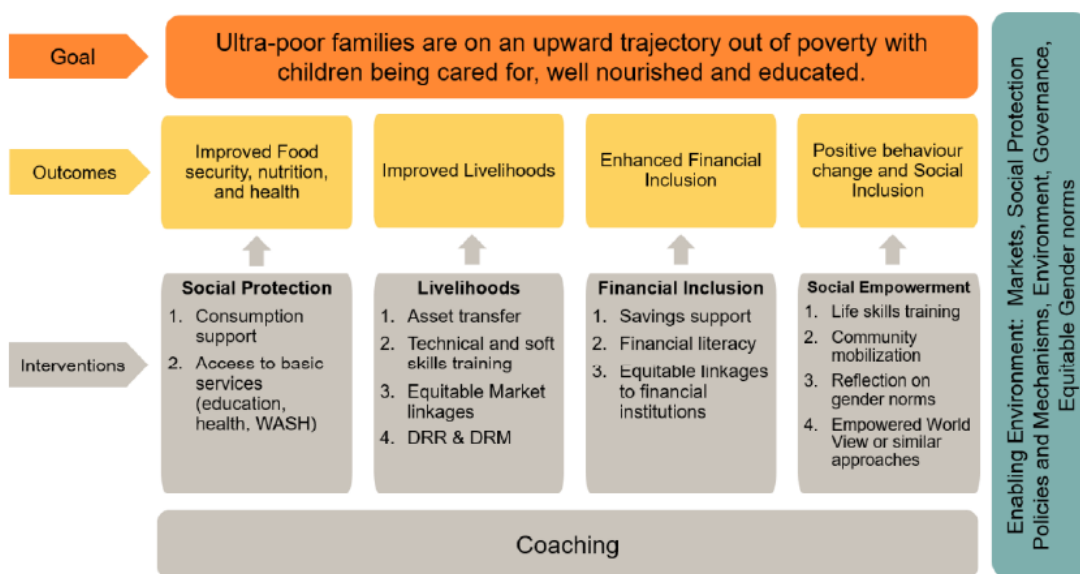 Goal
Ultra-poor families are on an upward trajectory out of poverty with
children being cared for, well nourished and educated.
Outcomes
Improved Food
security, nutrition,
and health
Improved Livelihoods
Enhanced Financial
Inclusion
Positive behaviour
change and Social
Inclusion
Interventions
Social Protection
1. Consumption
support
2. Access to basic
services
(education,
health, WASH)
Livelihoods
1. Asset transfer
2. Technical and soft
skills training
3. Equitable Market
linkages
4. DRR & DRM
Financial Inclusion
1. Savings support
2. Financial literacy
3. Equitable linkages
to financial
institutions
Social Empowerment
1. Life skills training
2. Community
mobilization
3. Reflection on
gender norms
4. Empowered World
View or similar
approaches
Coaching
Enabling Environment: Markets, Social Protection
Policies and Mechanisms, Environment, Governance,
Equitable Gender norms